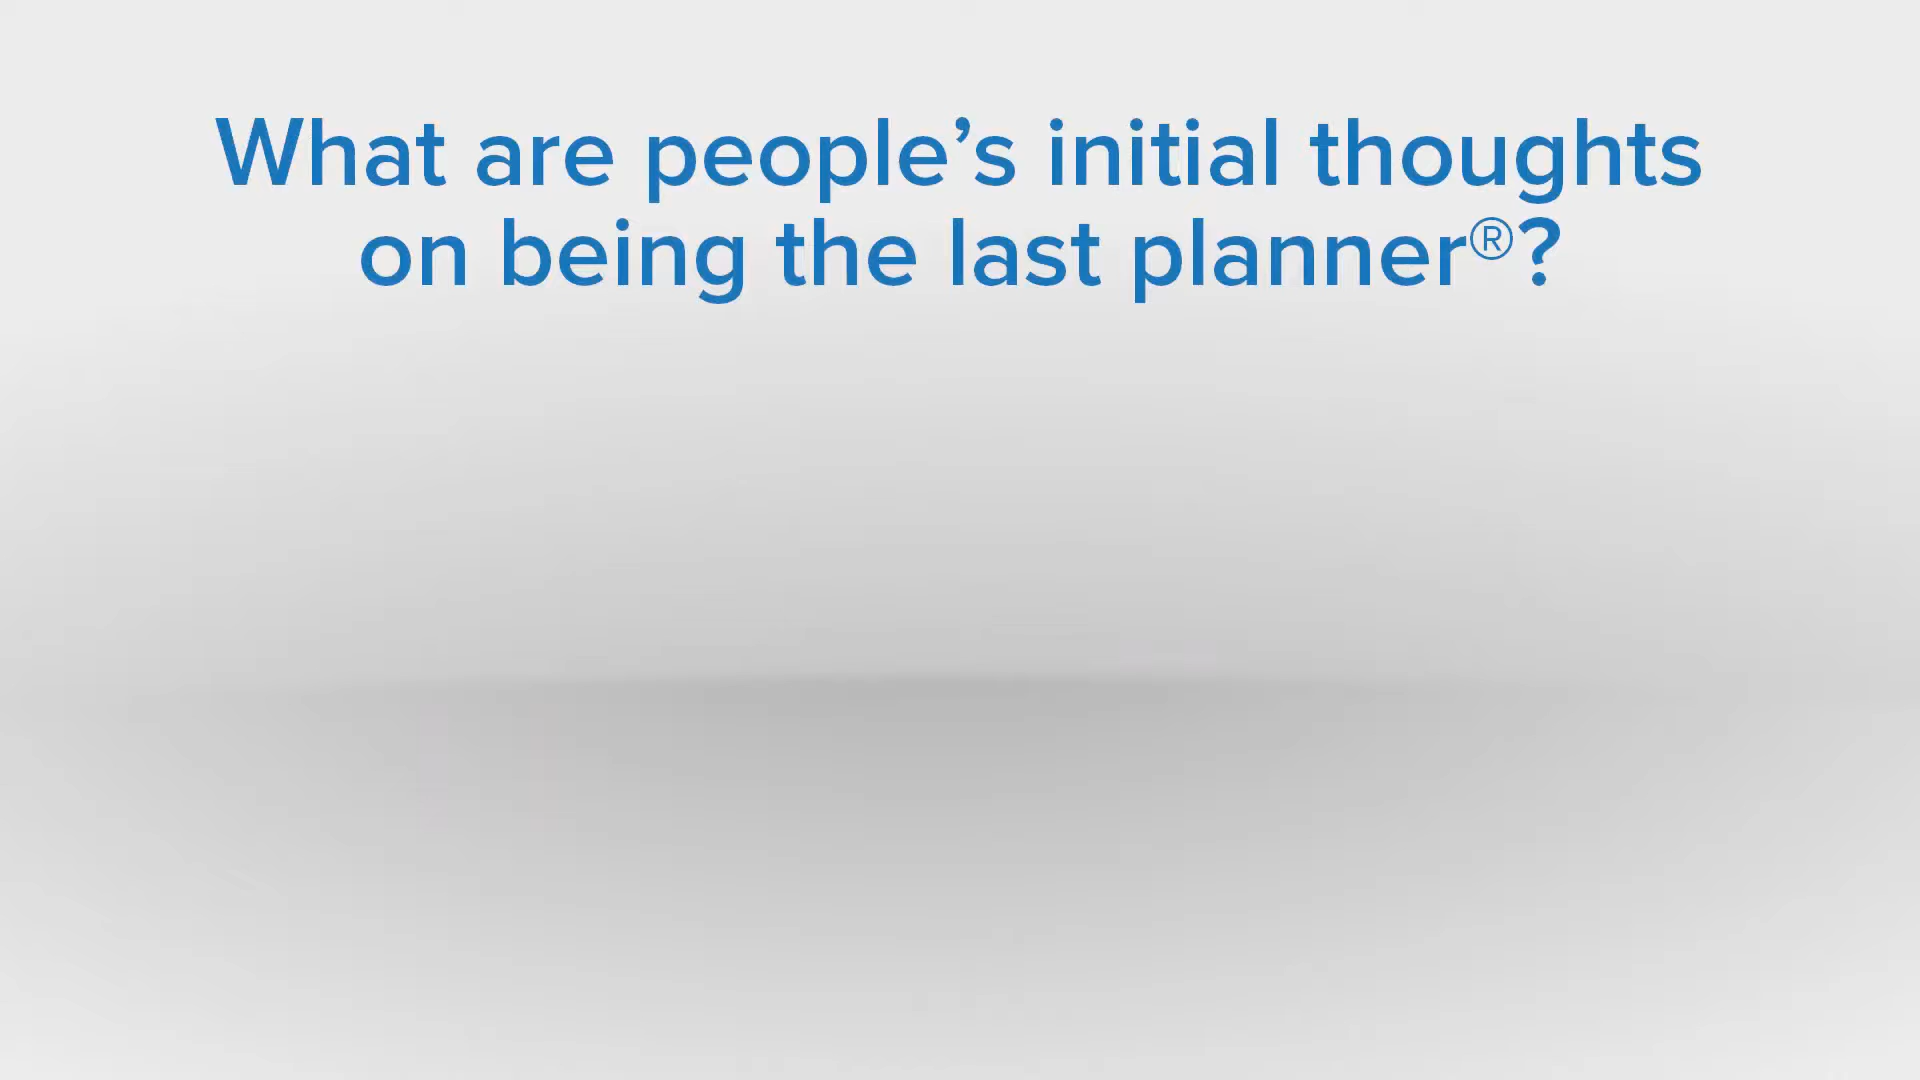 What are people’s initial thoughts
on being the last planner®?